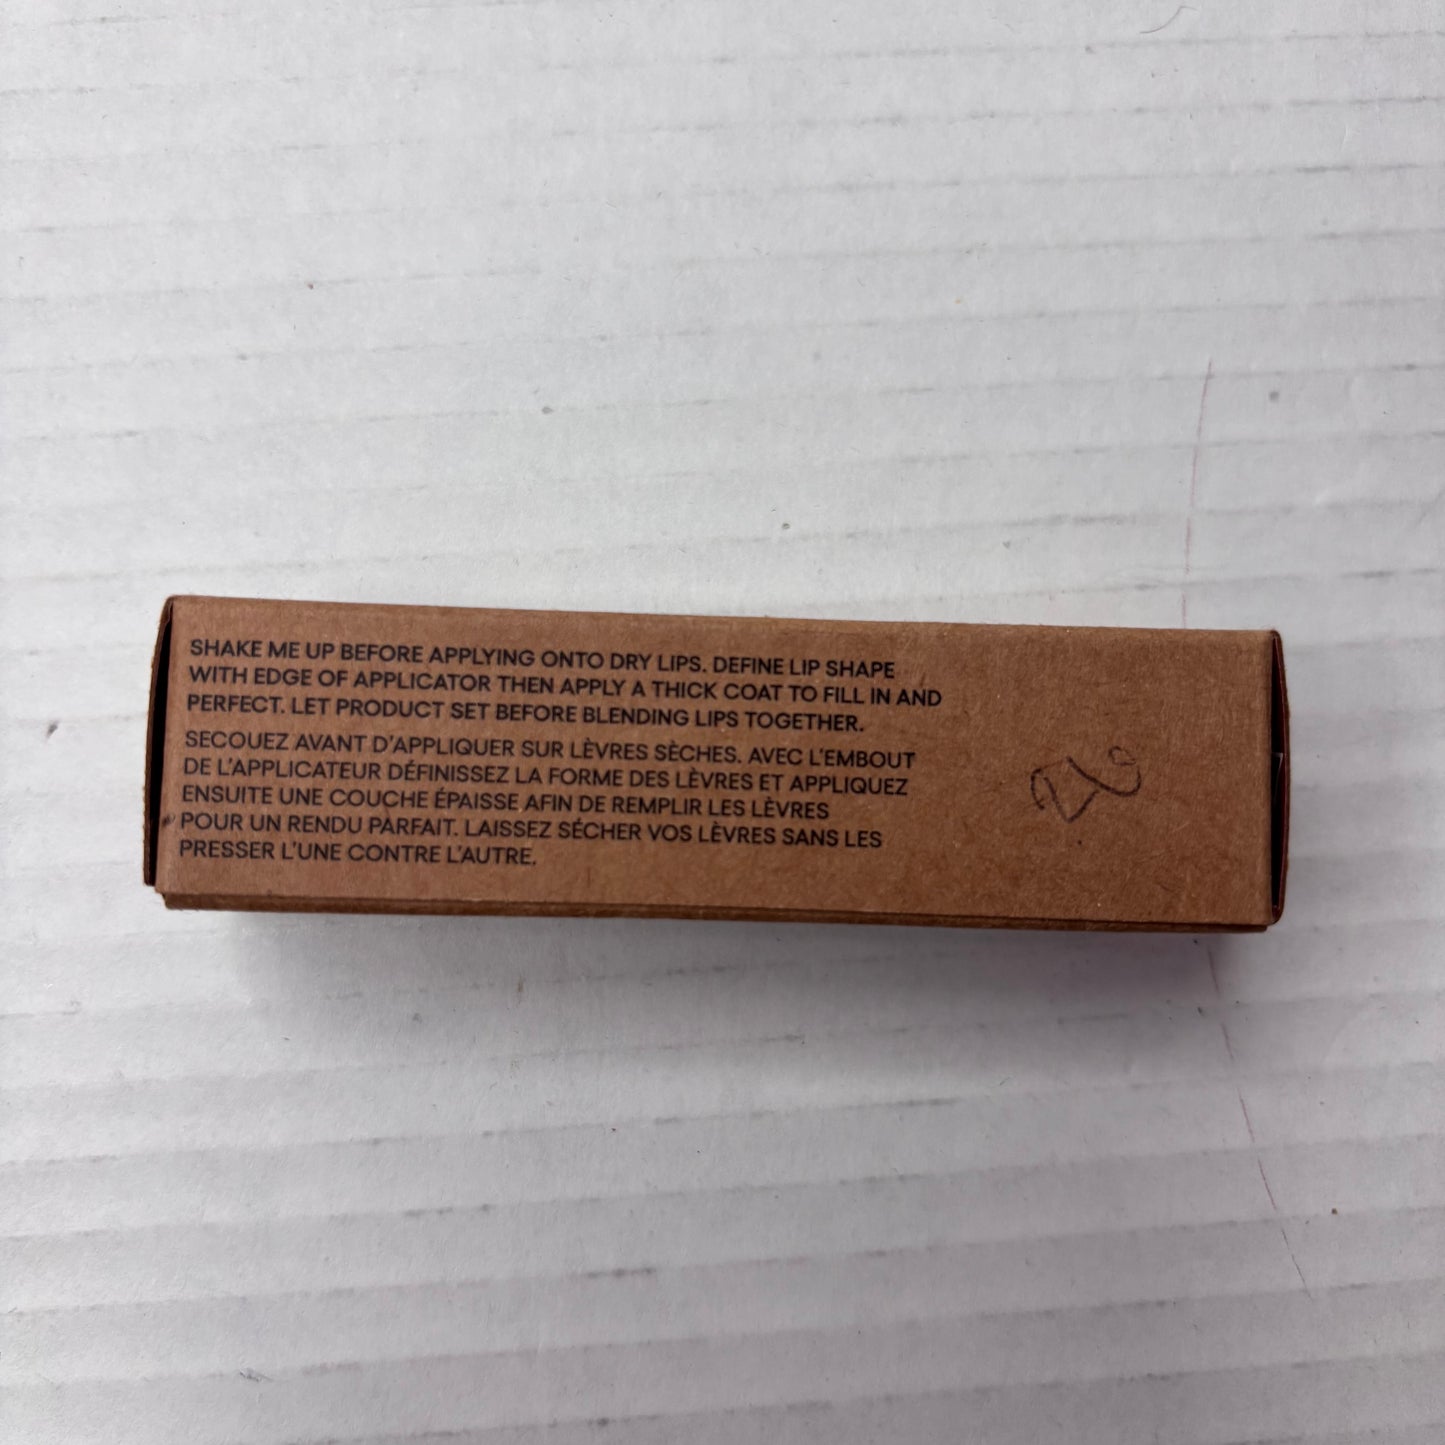 SHAKE ME UP BEFORE APPLYING ONTO DRY LIPS. DEFINE LIP SHAPE
WITH EDGE OF APPLICATOR THEN APPLY A THICK COAT TO FILL IN AND
PERFECT. LET PRODUCT SET BEFORE BLENDING LIPS TOGETHER.
SECOUEZ AVANT D'APPLIQUER SUR LÈVRES SÈCHES. AVEC L'EMBOUT
DE L'APPLICATEUR DÉFINISSEZ LA FORME DES LÈVRES ET APPLIQUEZ
ENSUITE UNE COUCHE ÉPAISSE AFIN DE REMPLIR LES LÈVRES
POUR UN RENDU PARFAIT. LAISSEZ SÉCHER VOS LÈVRES SANS LES
PRESSER L'UNE CONTRE L'AUTRE.